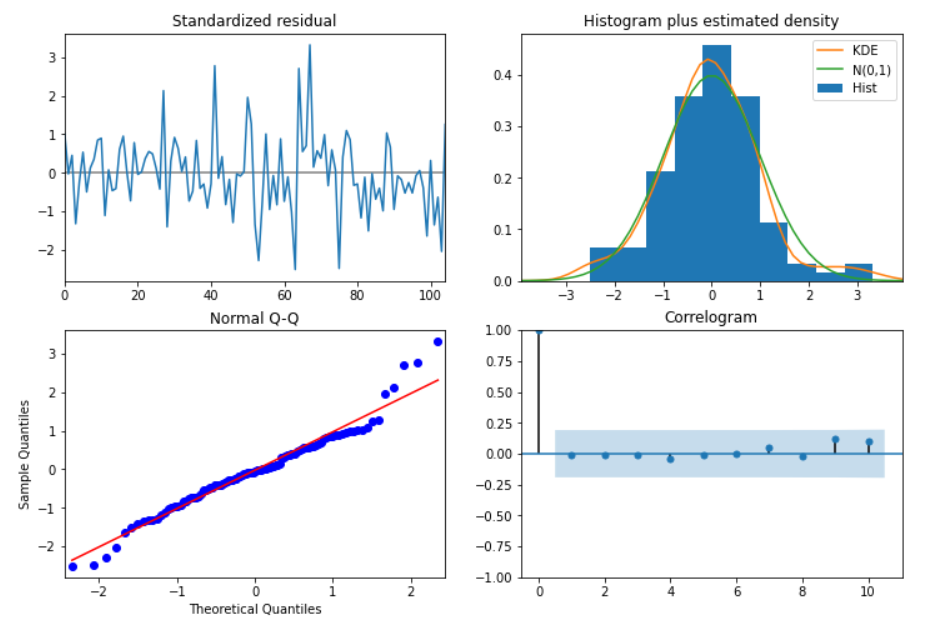 Standardized residual
3
2
1
0
−1
−2
0 20 40 60 80 100
Histogram plus estimated density
KDE
N(0,1)
Hist
0.4
0.3
0.2
0.1
0.0
−3 −2 −1 0 1 2 3
Normal Q-Q
Sample Quantiles
3
2
1
0
−1
−2
−2 −1 0 1 2
Theoretical Quantiles
Correlogram
1.00
0.75
0.50
0.25
0.00
−0.25
−0.50
−0.75
−1.00
0 2 4 6 8 10